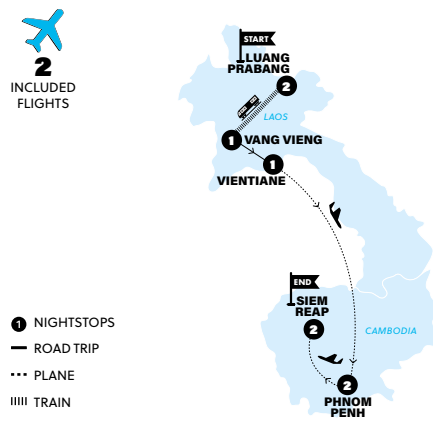 2
INCLUDED
FLIGHTS
START
LUANG
PRABANG
2
LAOS
1 VANG VIENG
1
VIENTIANE
END
SIEM
REAP
2
CAMBODIA
2
PHNOM
PENH
1 NIGHTSTOPS
ROAD TRIP
PLANE
TRAIN